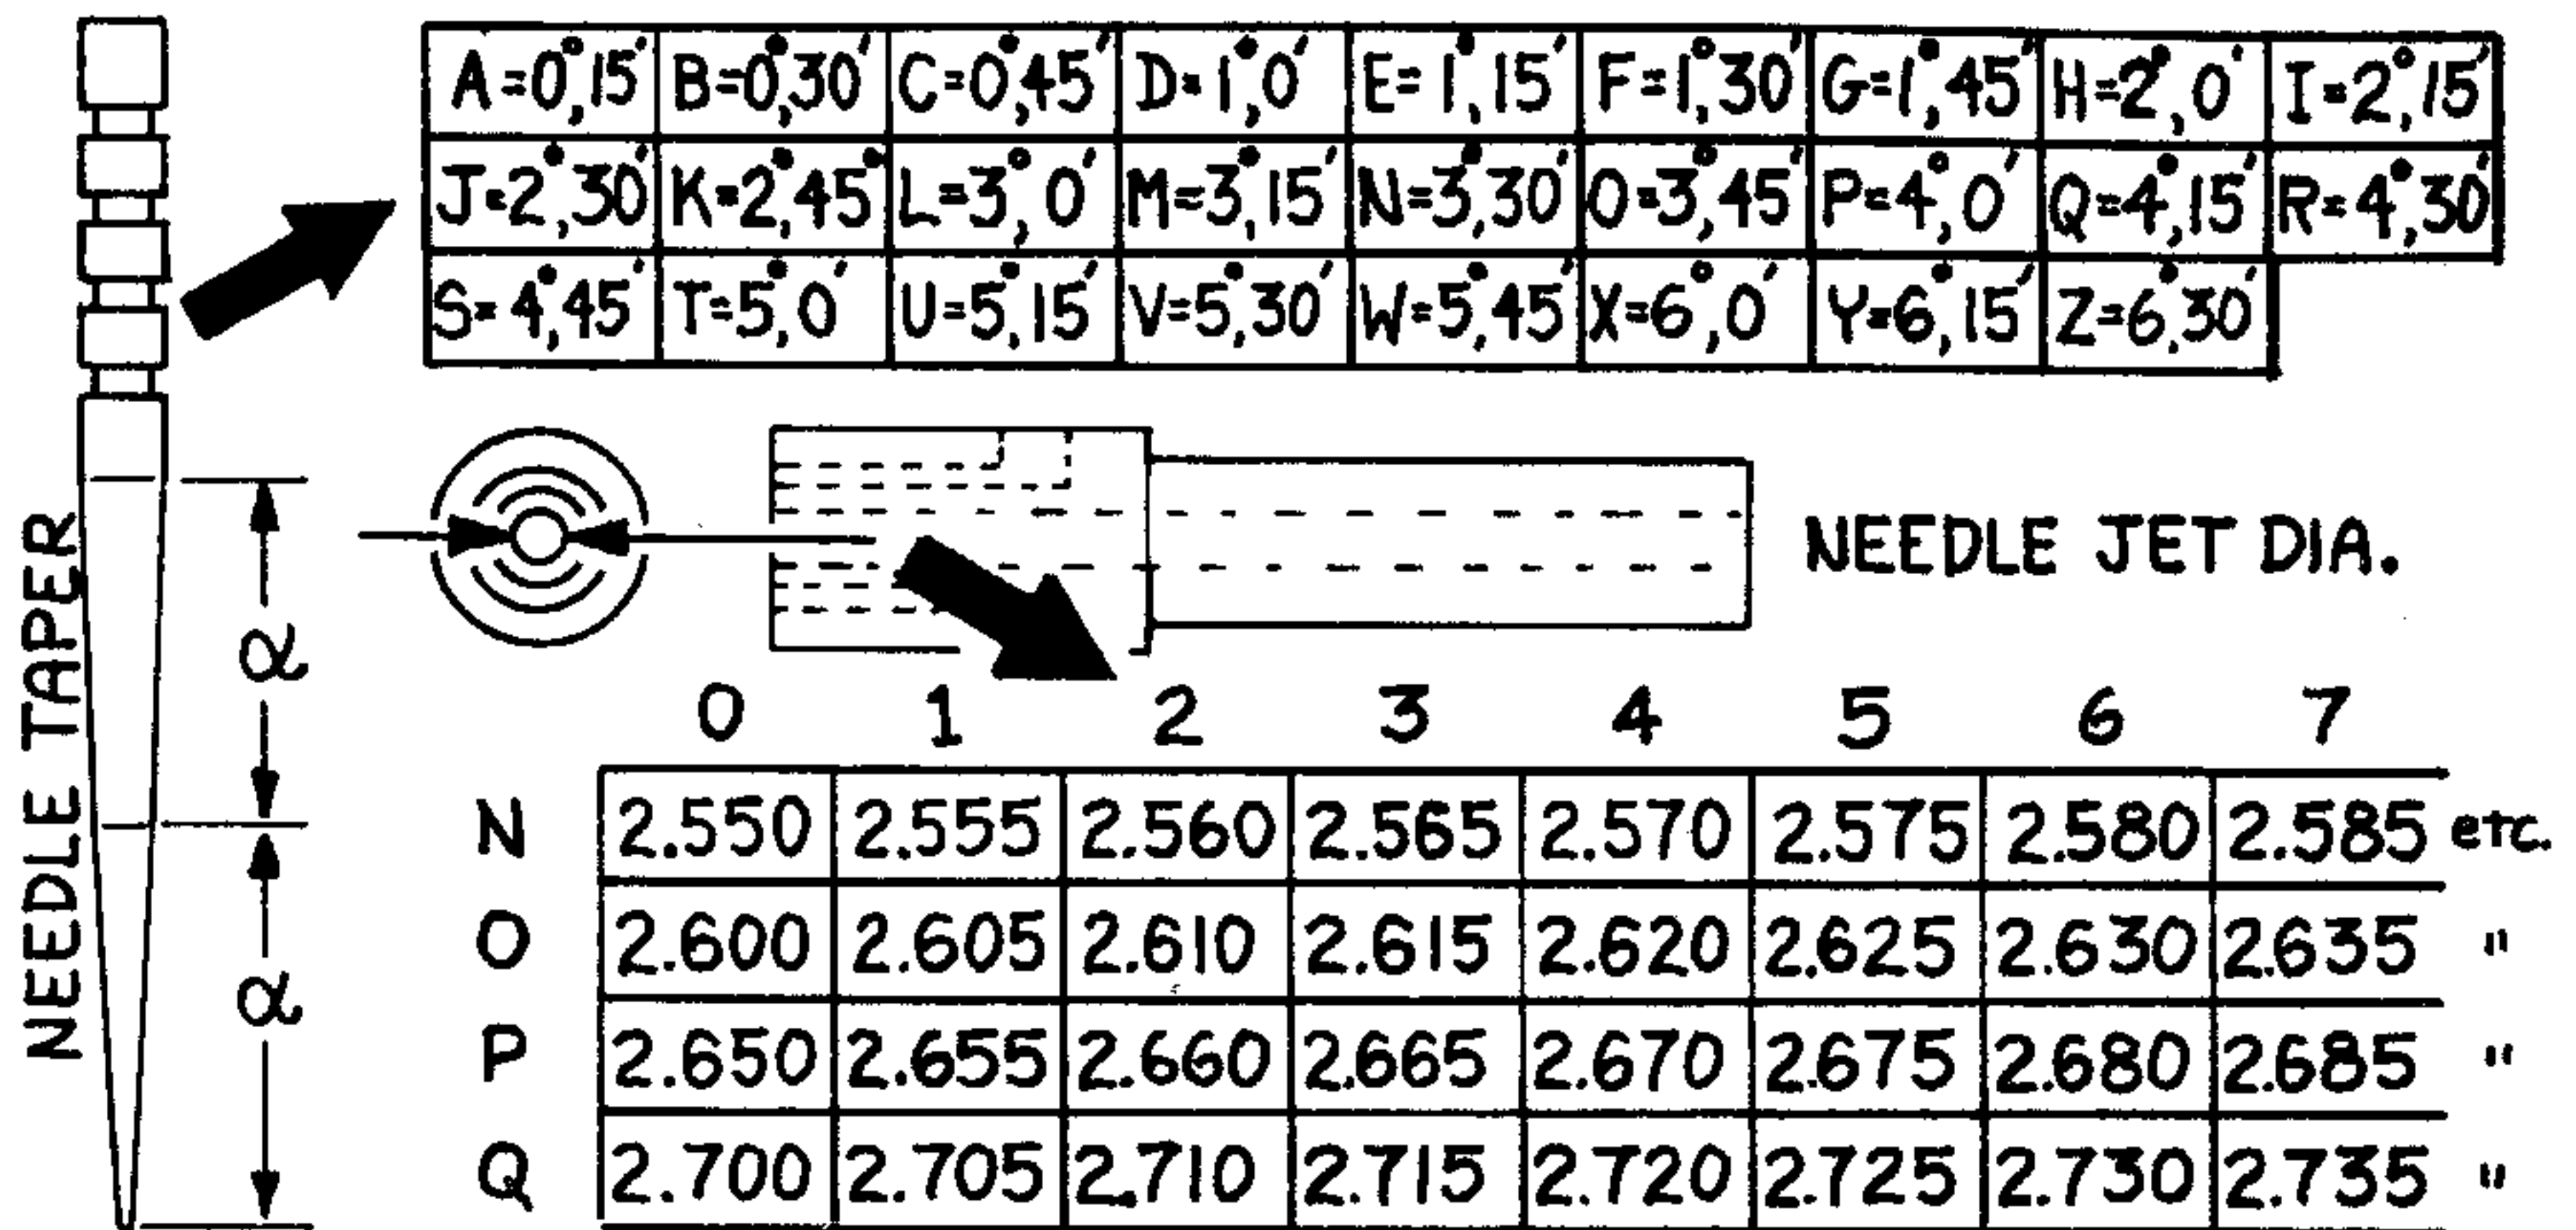 A=0°,15' B=0°,30' C=0°,45' D=1°,0' E=1°,15' F=1°,30' G=1°,45' H=2°,0' I=2°,15'
J=2°,30' K=2°,45° L=3°,0' M=3°,15' N=3°,30' O=3°,45' P=4°,0' Q=4°,15' R=4°,30'
S=4°,45' T=5°,0' U=5°,15' V=5°,30' W=5°,45' X=6°,0' Y=6°,15' Z=6°,30'
NEEDLE TAPER
α
α
NEEDLE JET DIA.
0 1 2 3 4 5 6 7
N 2.550 2.555 2.560 2.565 2.570 2.575 2.580 2.585 etc.
O 2.600 2.605 2.610 2.615 2.620 2.625 2.630 2.635 "
P 2.650 2.655 2.660 2.665 2.670 2.675 2.680 2.685 "
Q 2.700 2.705 2.710 2.715 2.720 2.725 2.730 2.735 "